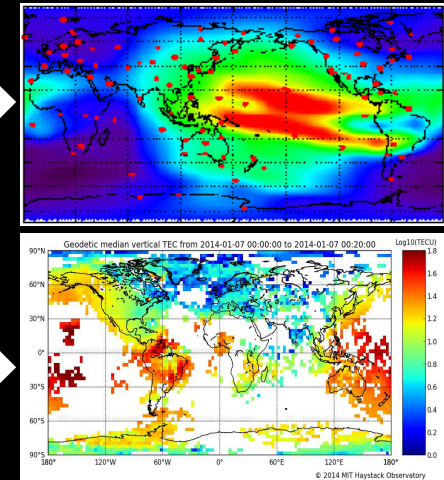 Geodetic median vertical TEC from 2014-01-07 00:00:00 to 2014-01-07 00:20:00
Log10(TECU)
90°N
60°N
30°N
0°
30°S
60°S
90°S
180°
120°W
60°W
0°
60°E
120°E
180°
1.8
1.6
1.4
1.2
1.0
0.8
0.6
0.4
0.2
0.0
© 2014 MIT Haystack Observatory